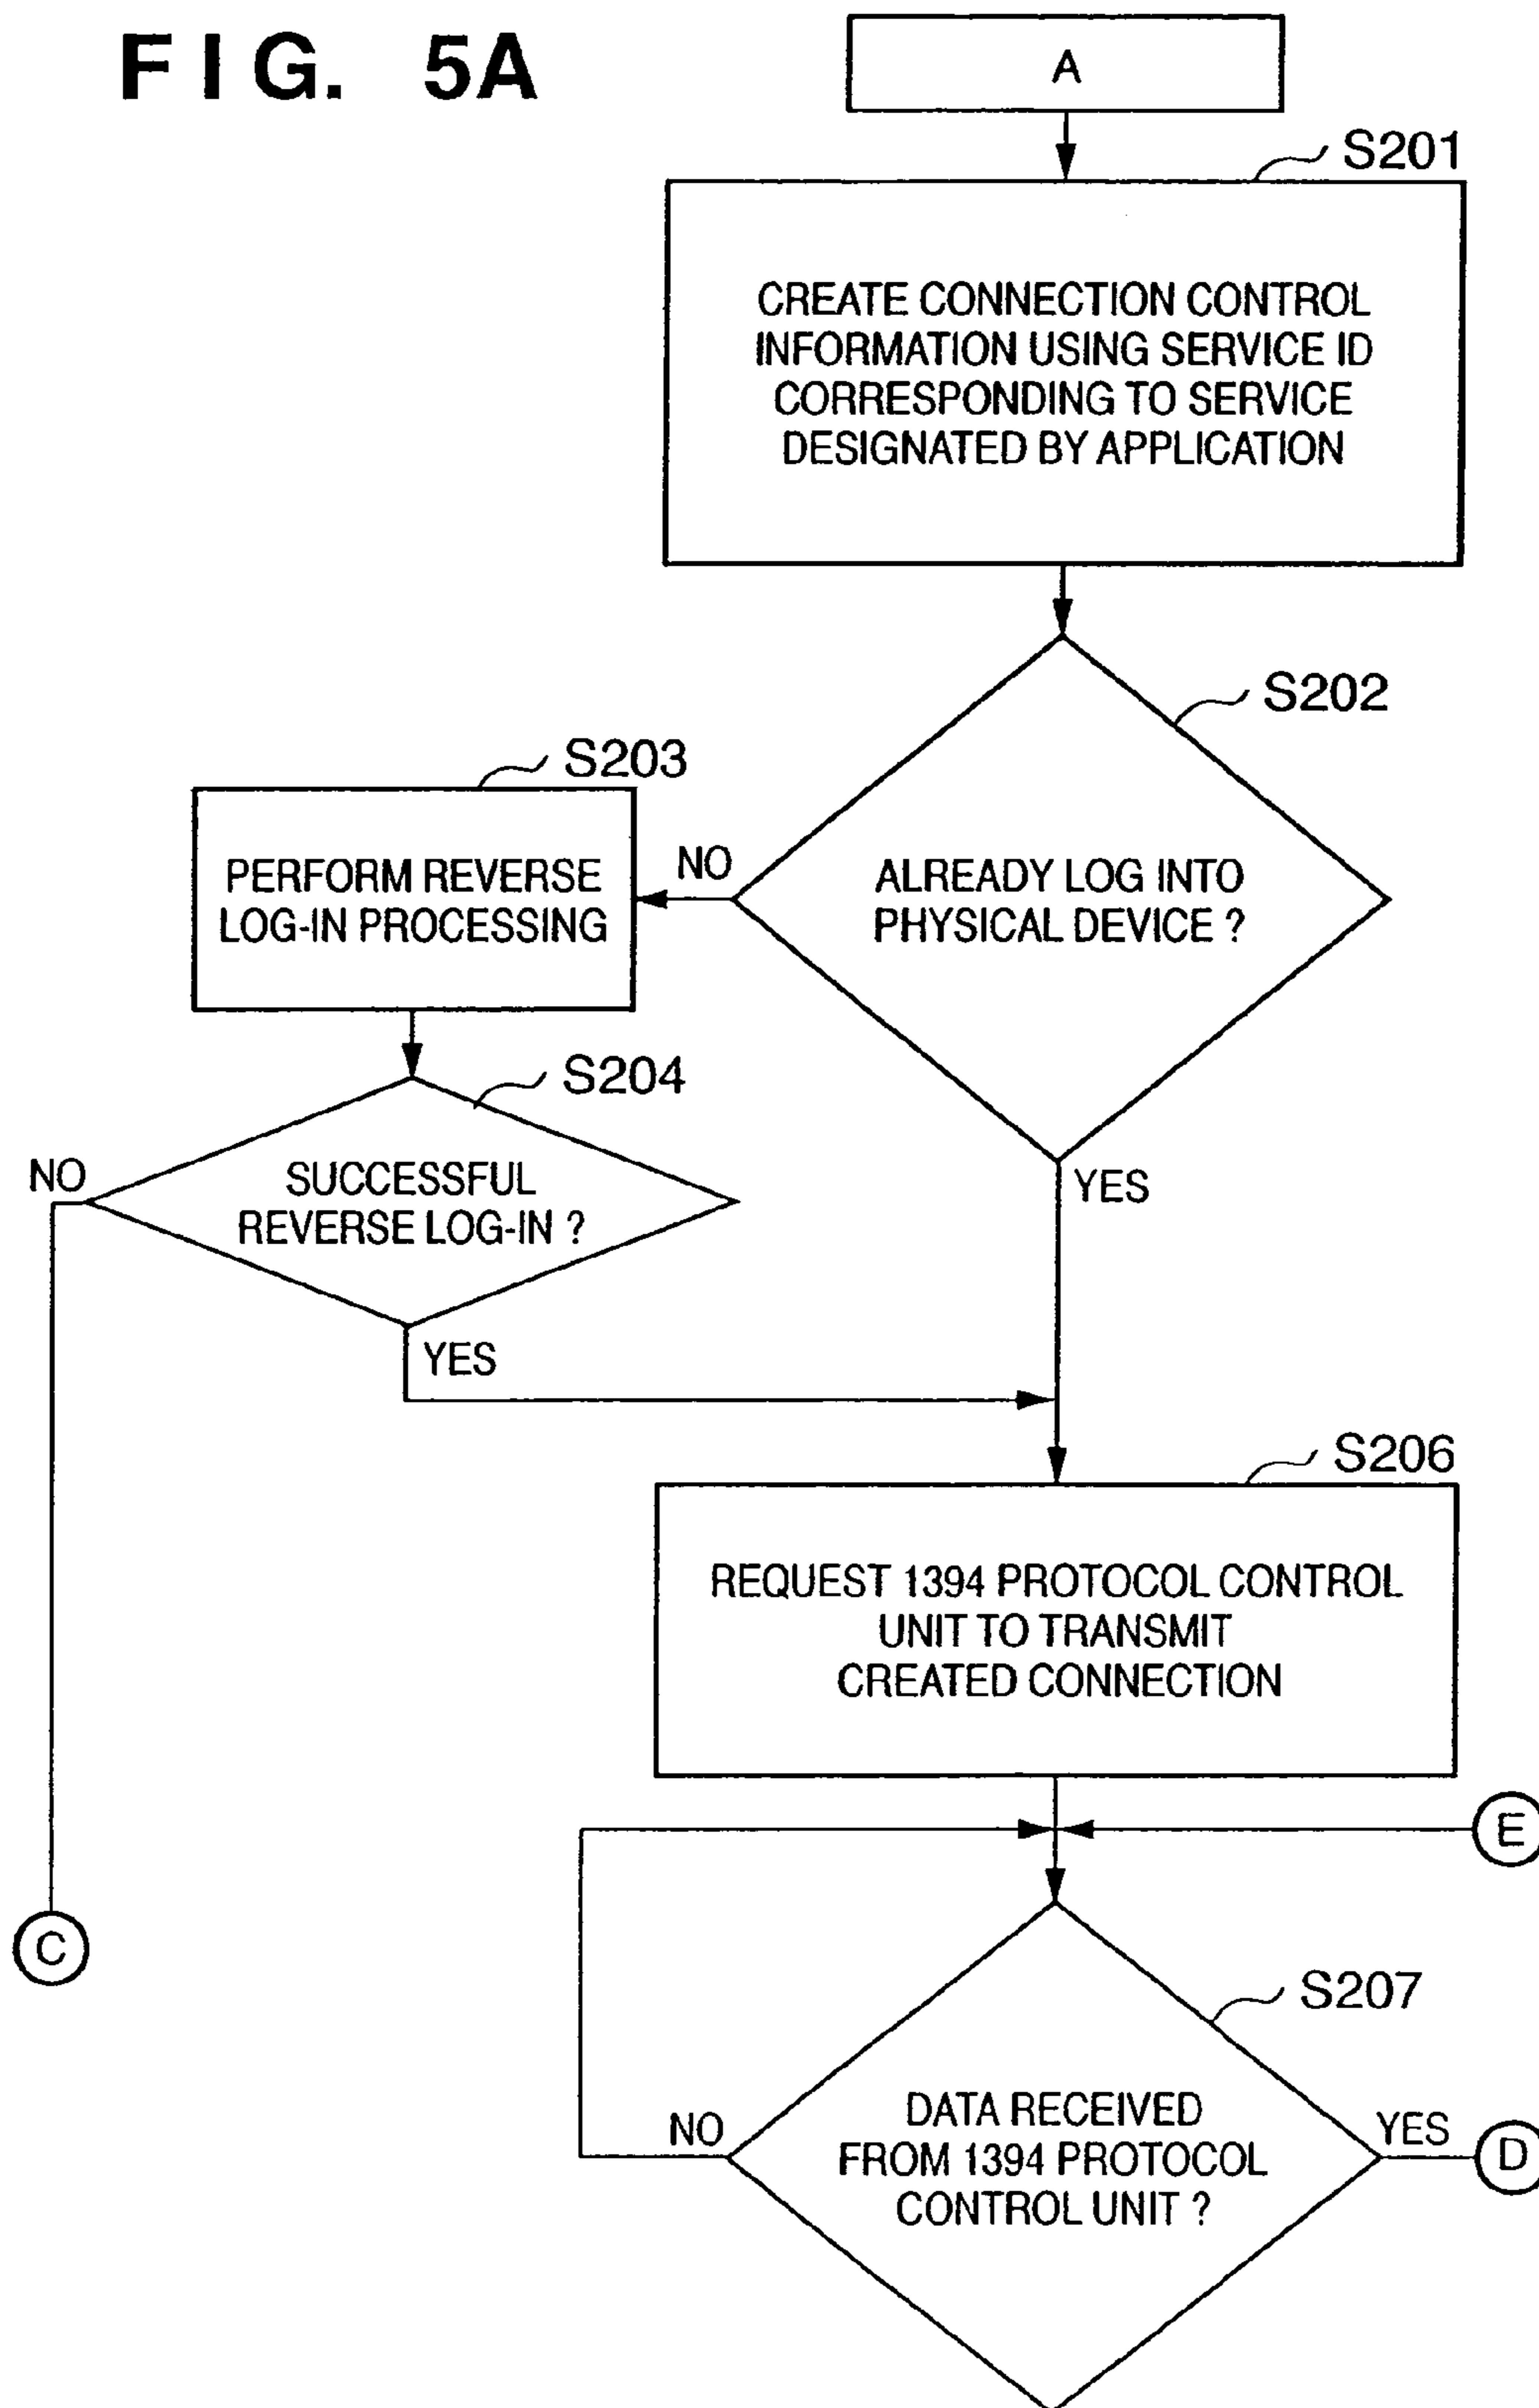 FIG. 5A
A
S201
CREATE CONNECTION CONTROL
INFORMATION USING SERVICE ID
CORRESPONDING TO SERVICE
DESIGNATED BY APPLICATION
S202
ALREADY LOG INTO
PHYSICAL DEVICE ?
NO
YES
S203
PERFORM REVERSE
LOG-IN PROCESSING
S204
SUCCESSFUL
REVERSE LOG-IN ?
NO
YES
S206
REQUEST 1394 PROTOCOL CONTROL
UNIT TO TRANSMIT
CREATED CONNECTION
E
C
S207
DATA RECEIVED
FROM 1394 PROTOCOL
CONTROL UNIT ?
NO
YES
D